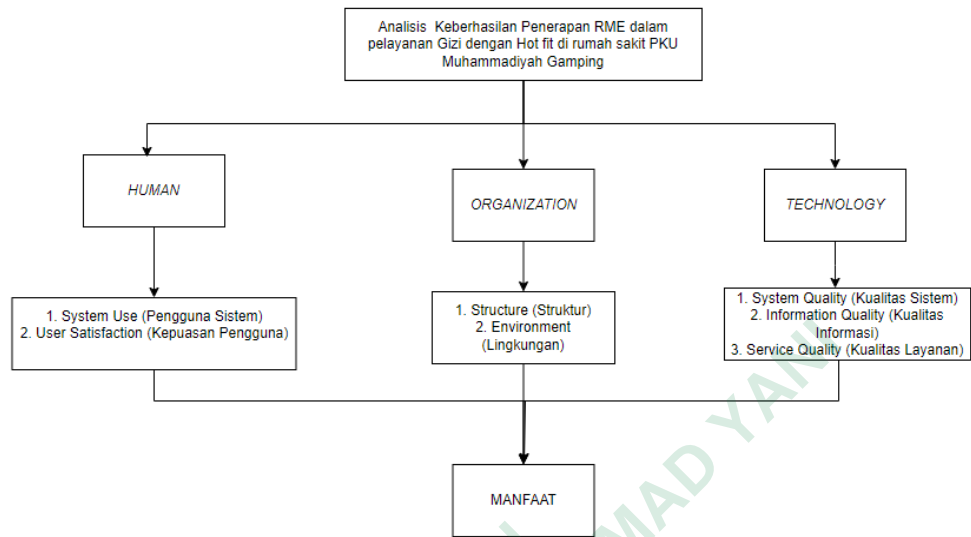 Analisis Keberhasilan Penerapan RME dalam
pelayanan Gizi dengan Hot fit di rumah sakit PKU
Muhammadiyah Gamping
HUMAN
ORGANIZATION
TECHNOLOGY
1. System Use (Pengguna Sistem)
2. User Satisfaction (Kepuasan Pengguna)
1. Structure (Struktur)
2. Environment
(Lingkungan)
1. System Quality (Kualitas Sistem)
2. Information Quality (Kualitas
Informasi)
3. Service Quality (Kualitas Layanan)
MANFAAT
MAD YANI